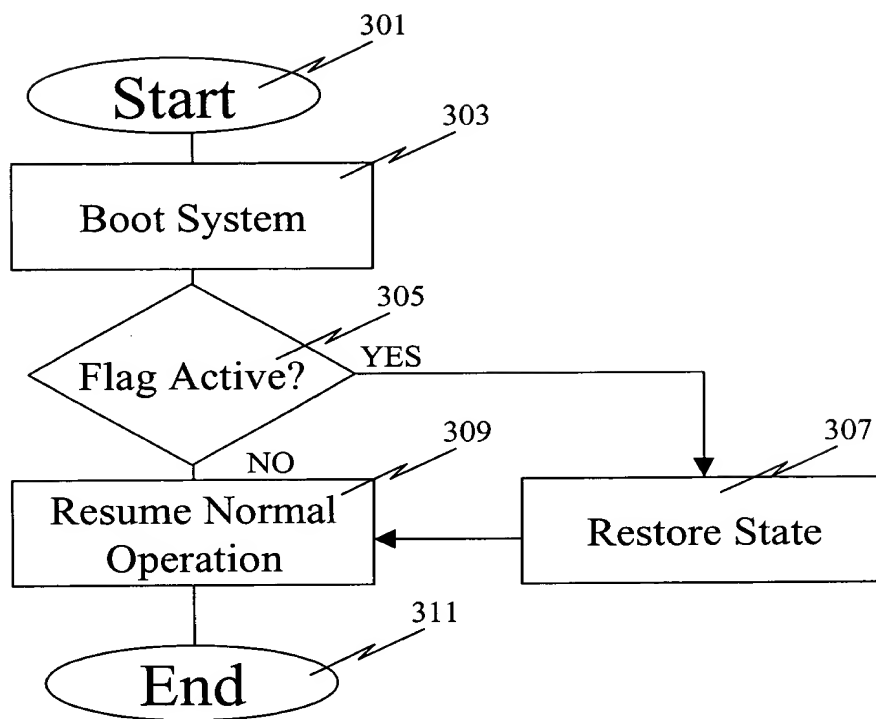 301
Start
303
Boot System
305
Flag Active?
YES
309
NO
307
Resume Normal
Operation
Restore State
311
End